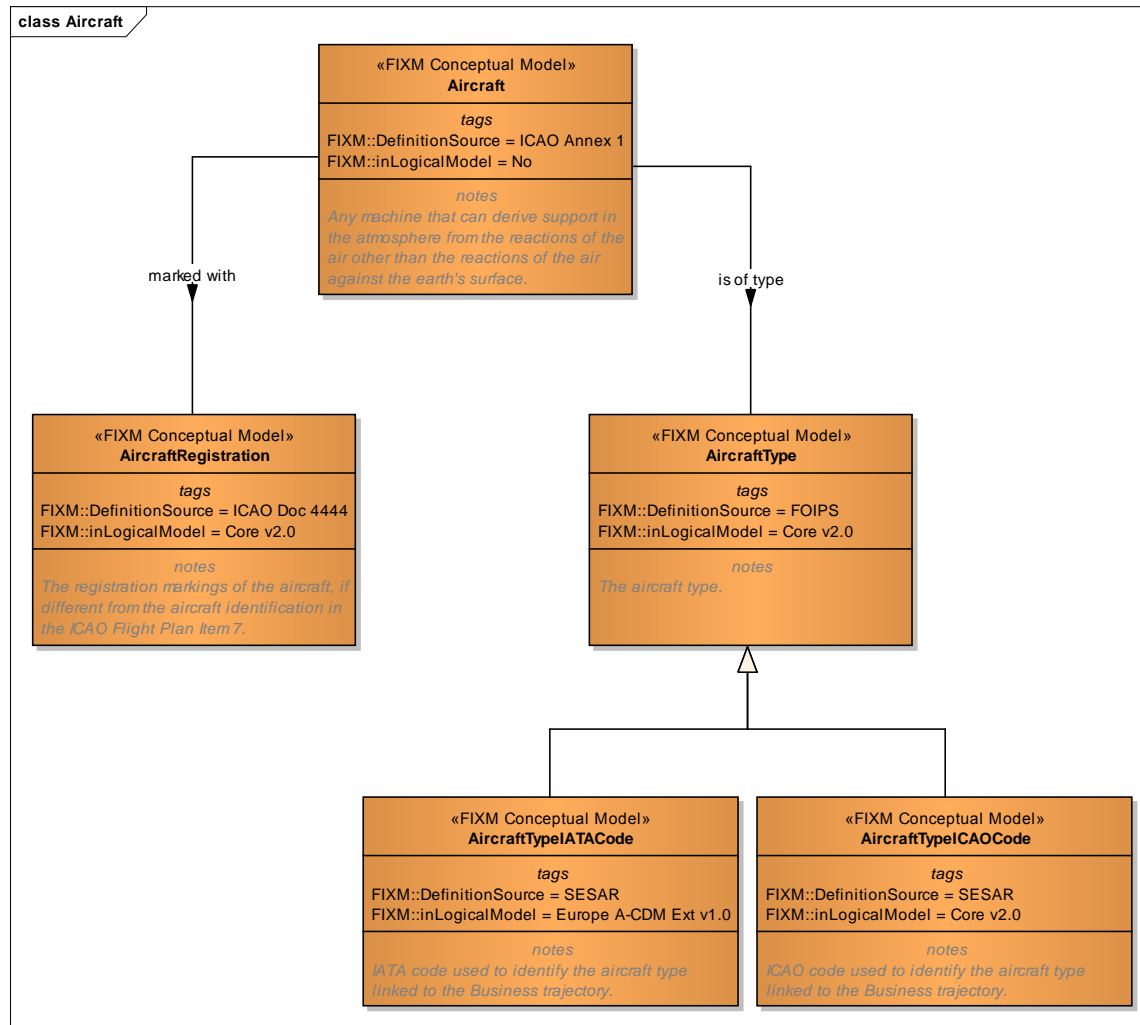 class Aircraft
«FIXM Conceptual Model»
Aircraft
tags
FIXM::DefinitionSource = ICAO Annex 1
FIXM::inLogicalModel = No
notes
Any machine that can derive support in
the atmosphere from the reactions of the
air other than the reactions of the air
against the earth's surface.
marked with
is of type
«FIXM Conceptual Model»
AircraftRegistration
tags
FIXM::DefinitionSource = ICAO Doc 4444
FIXM::inLogicalModel = Core v2.0
notes
The registration markings of the aircraft, if
different from the aircraft identification in
the ICAO Flight Plan Item 7.
«FIXM Conceptual Model»
AircraftType
tags
FIXM::DefinitionSource = FOIPS
FIXM::inLogicalModel = Core v2.0
notes
The aircraft type.
«FIXM Conceptual Model»
AircraftTypeIATACode
tags
FIXM::DefinitionSource = SESAR
FIXM::inLogicalModel = Europe A-CDM Ext v1.0
notes
IATA code used to identify the aircraft type
linked to the Business trajectory.
«FIXM Conceptual Model»
AircraftTypeICAOCode
tags
FIXM::DefinitionSource = SESAR
FIXM::inLogicalModel = Core v2.0
notes
ICAO code used to identify the aircraft type
linked to the Business trajectory.